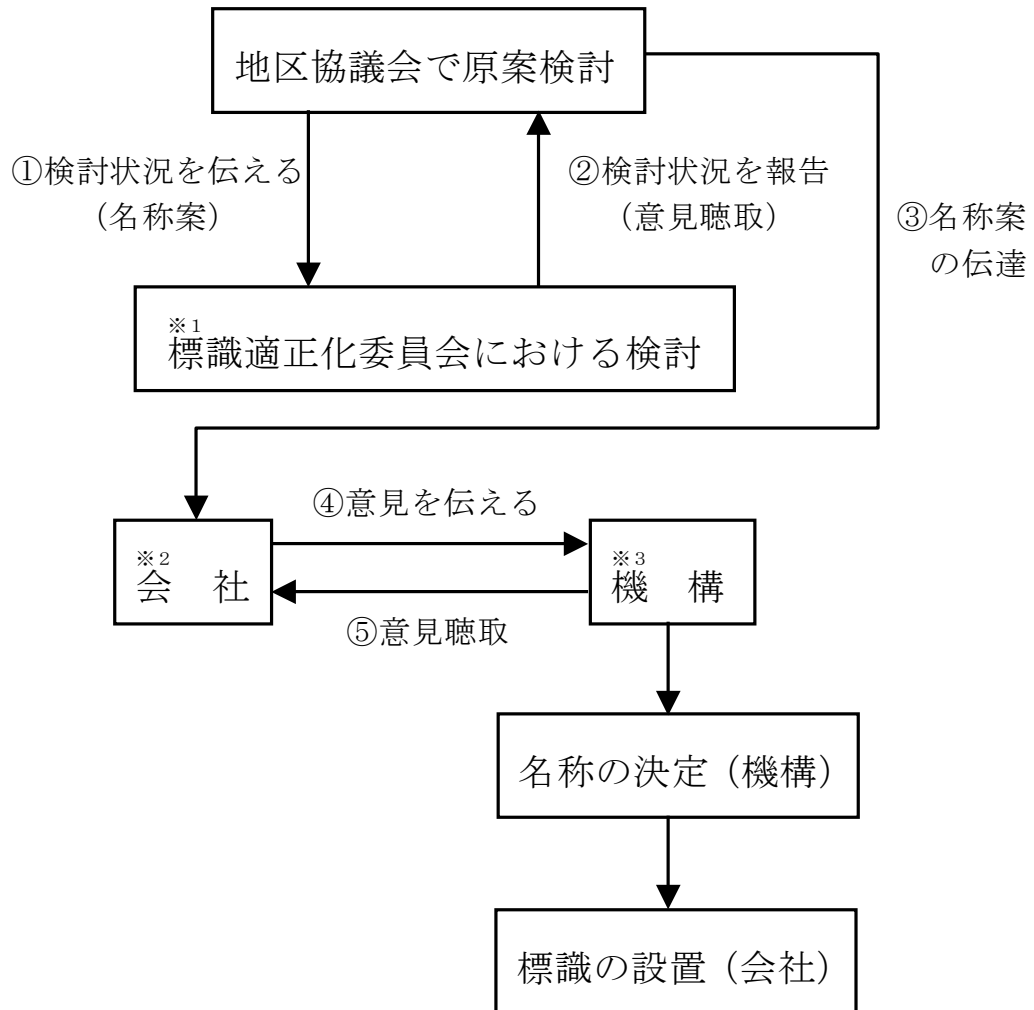 地区協議会で原案検討
①検討状況を伝える
（名称案）
②検討状況を報告
（意見聴取）
③名称案
の伝達
※1
標識適正化委員会における検討
④意見を伝える
※2
会　社
※3
機　構
⑤意見聴取
名称の決定（機構）
標識の設置（会社）